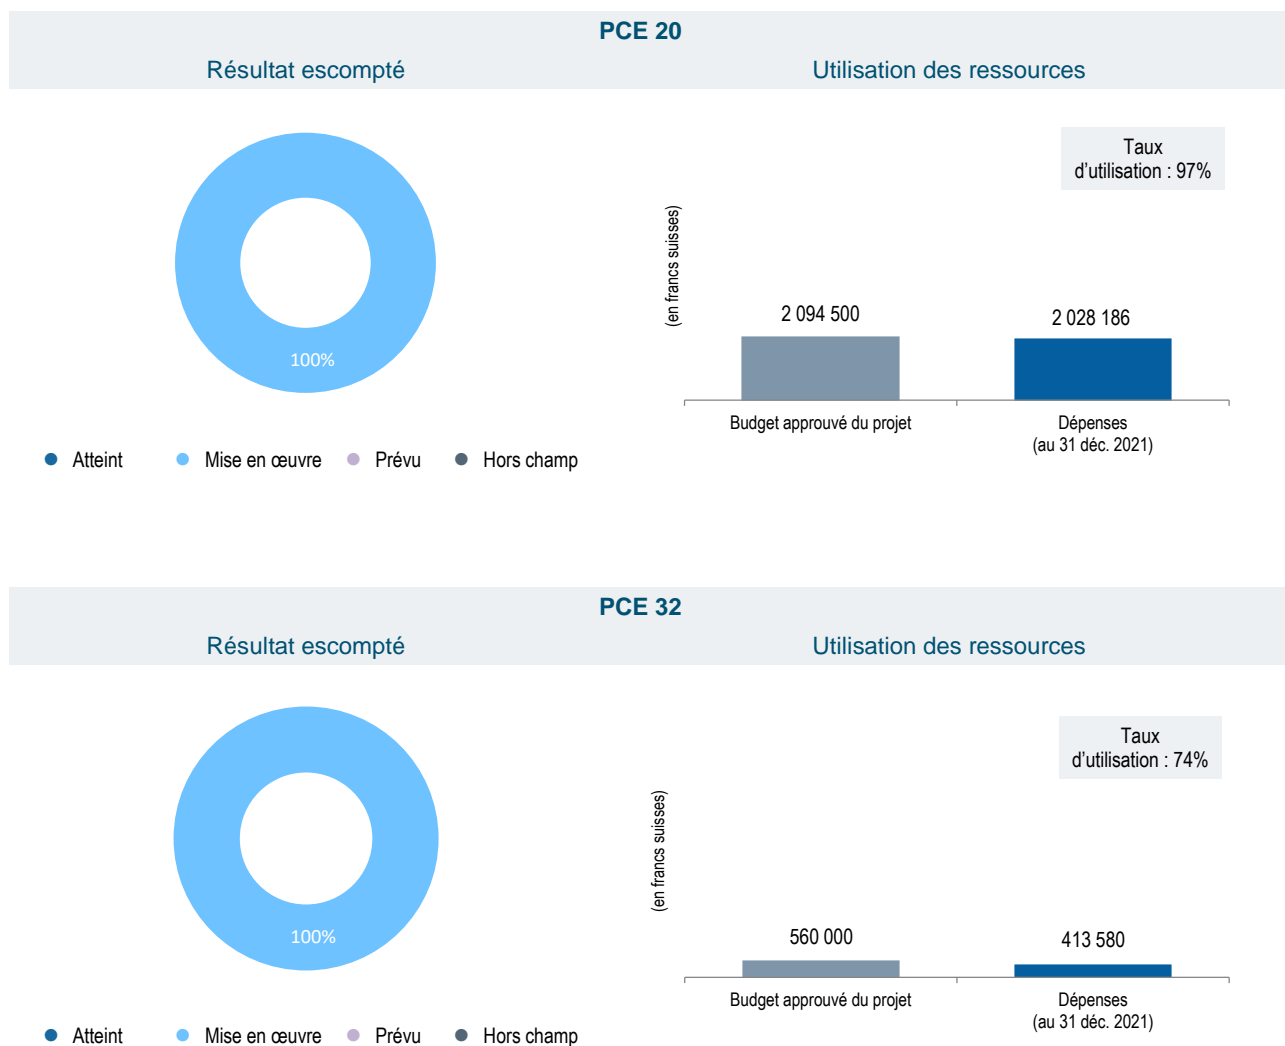 PCE 20
Résultat escompté
Utilisation des ressources
Taux
d’utilisation : 97%
(en francs suisses)
2 094 500
2 028 186
100%
Budget approuvé du projet
Dépenses
(au 31 déc. 2021)
Atteint
Mise en œuvre
Prévu
Hors champ
PCE 32
Résultat escompté
Utilisation des ressources
Taux
d’utilisation : 74%
(en francs suisses)
560 000
413 580
100%
Budget approuvé du projet
Dépenses
(au 31 déc. 2021)
Atteint
Mise en œuvre
Prévu
Hors champ